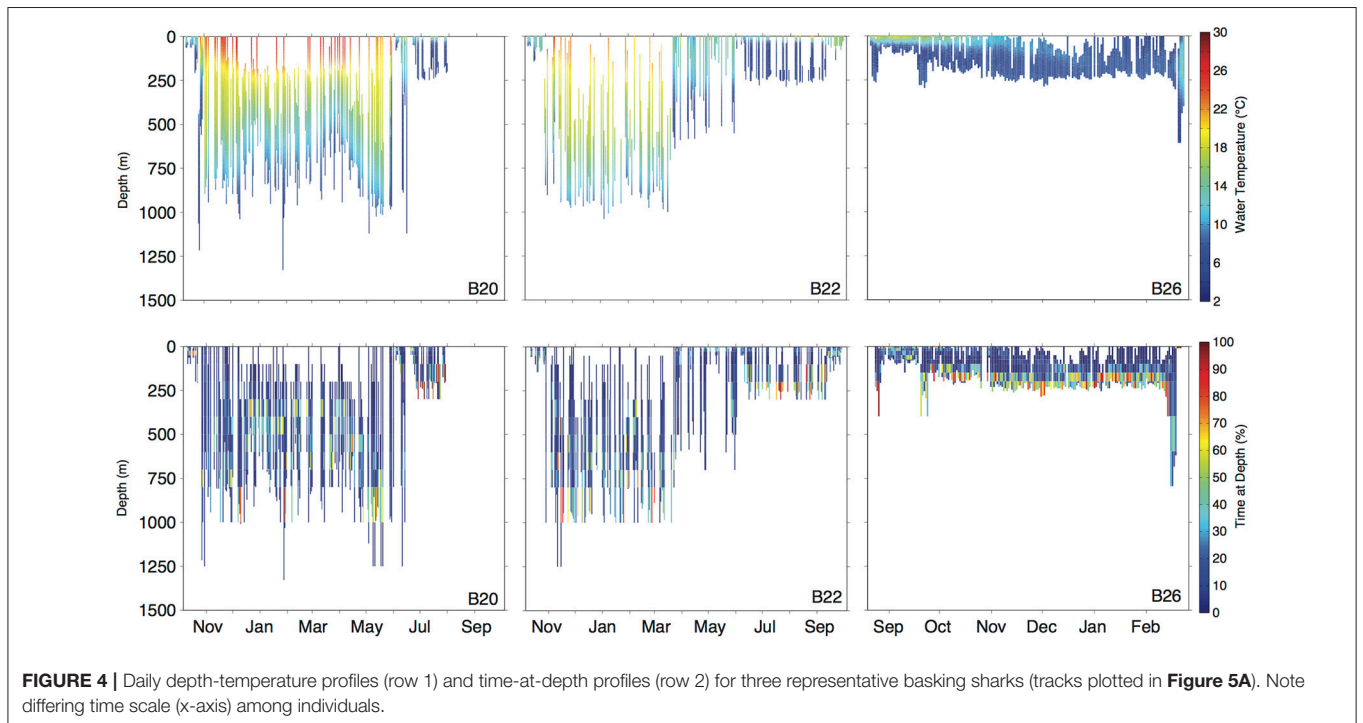 0
250
500
750
1000
1250
1500
Depth (m)
B20
B22
B26
30
26
22
18
14
10
6
2
Water Temperature (°C)
0
250
500
750
1000
1250
1500
Depth (m)
B20
B22
B26
100
90
80
70
60
50
40
30
20
10
0
Time at Depth (%)
Nov Jan Mar May Jul Sep
Nov Jan Mar May Jul Sep
Sep Oct Nov Dec Jan Feb
FIGURE 4 | Daily depth-temperature profiles (row 1) and time-at-depth profiles (row 2) for three representative basking sharks (tracks plotted in Figure 5A). Note
differing time scale (x-axis) among individuals.